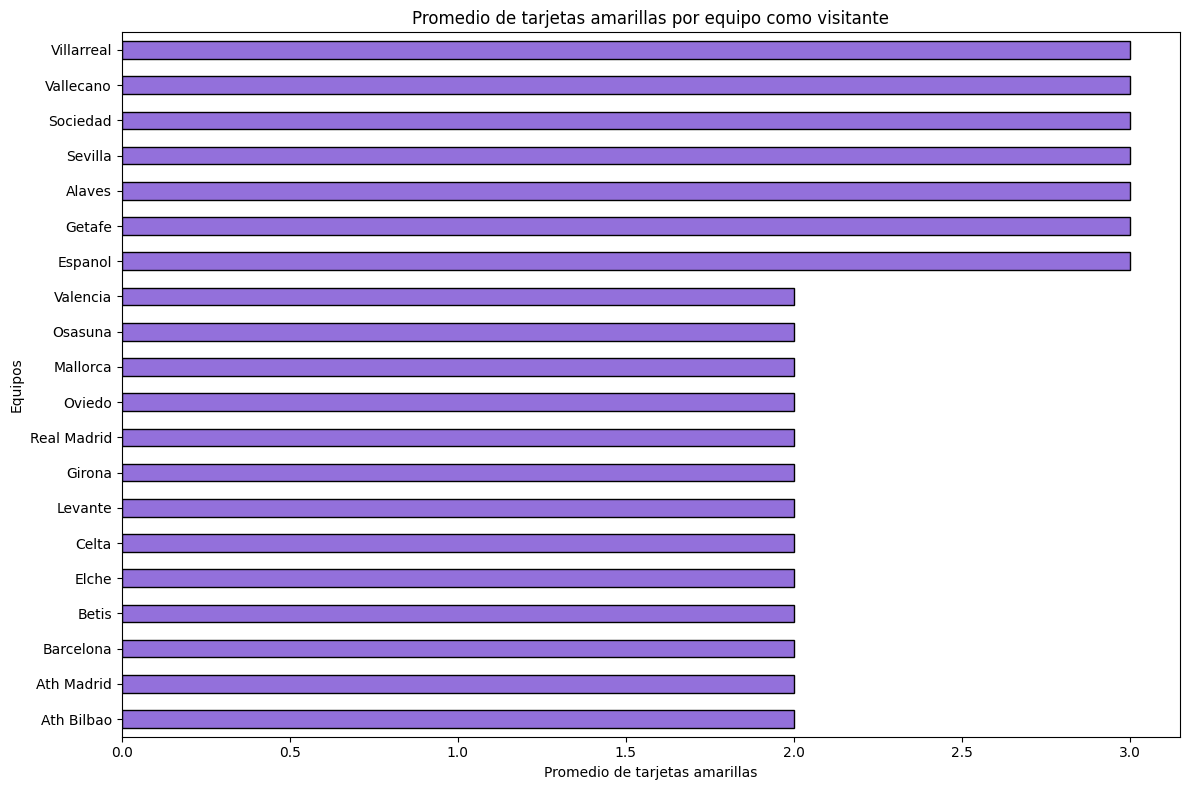 Promedio de tarjetas amarillas por equipo como visitante
Villarreal
Vallecano
Sociedad
Sevilla
Alaves
Getafe
Espanol
Valencia
Osasuna
Mallorca
Oviedo
Real Madrid
Girona
Levante
Celta
Elche
Betis
Barcelona
Ath Madrid
Ath Bilbao
Equipos
0.0 0.5 1.0 1.5 2.0 2.5 3.0
Promedio de tarjetas amarillas